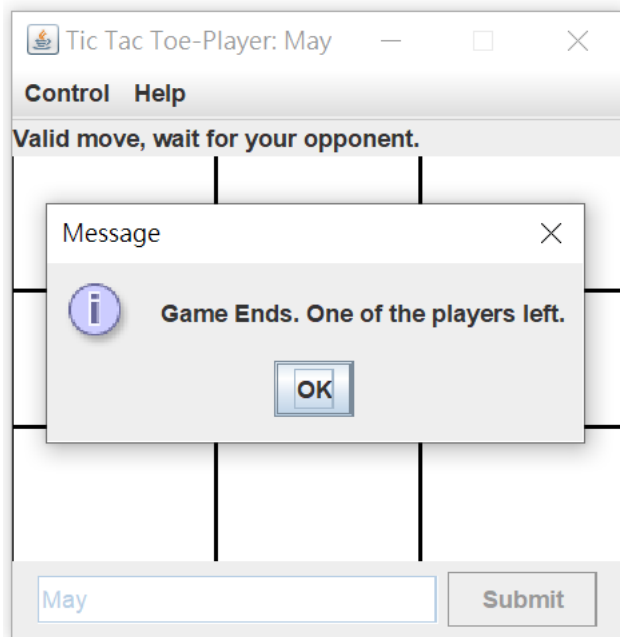 Tic Tac Toe-Player: May
Control Help
Valid move, wait for your opponent.
Message
Game Ends. One of the players left.
OK
May Submit